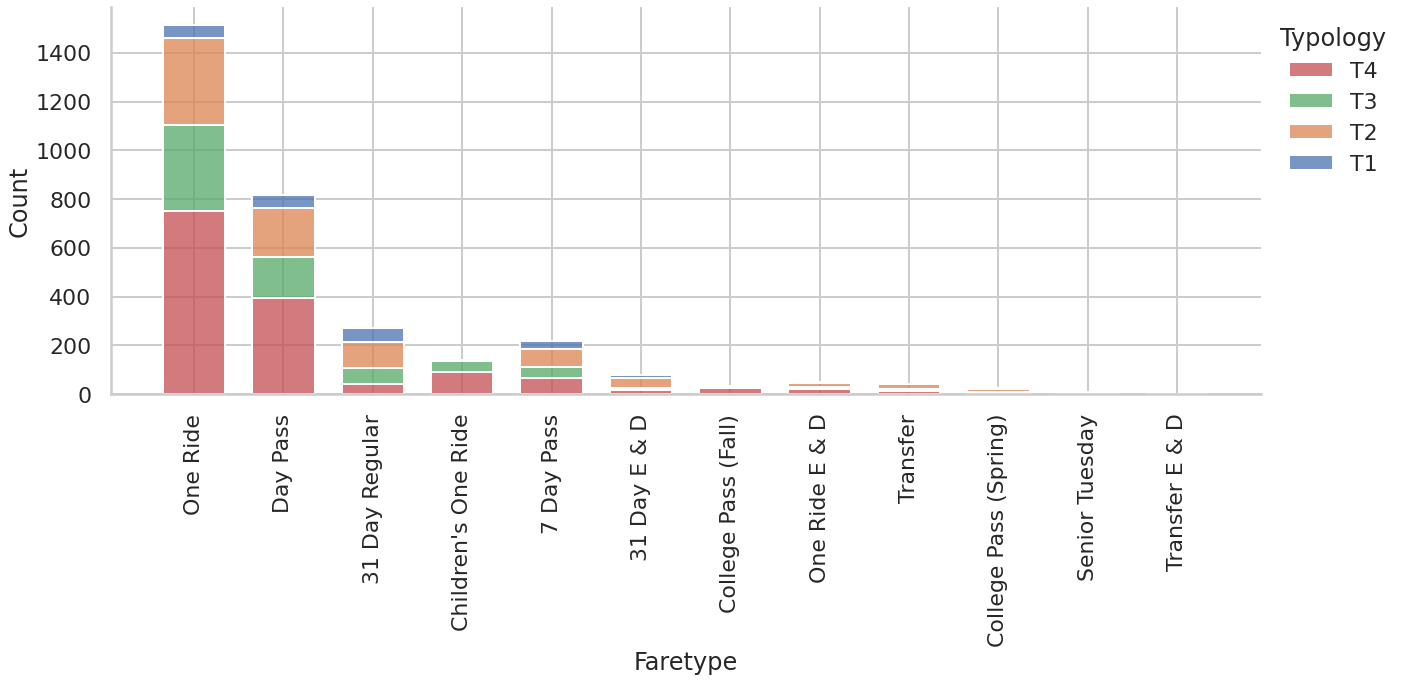 1400
1200
1000
800
600
400
200
0
Count
One Ride
Day Pass
31 Day Regular
Children's One Ride
7 Day Pass
31 Day E & D
College Pass (Fall)
One Ride E & D
Transfer
College Pass (Spring)
Senior Tuesday
Transfer E & D
Faretype
Typology
T4
T3
T2
T1